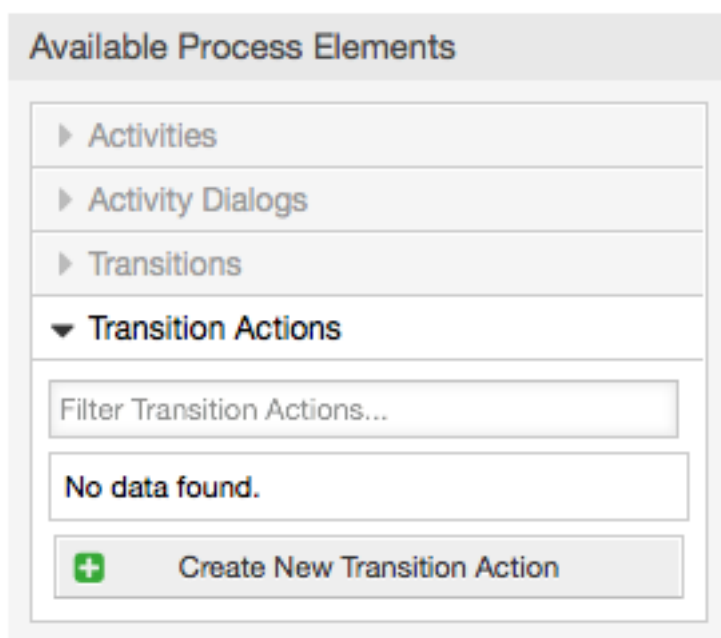 Available Process Elements
Activities
Activity Dialogs
Transitions
Transition Actions
Filter Transition Actions...
No data found.
Create New Transition Action